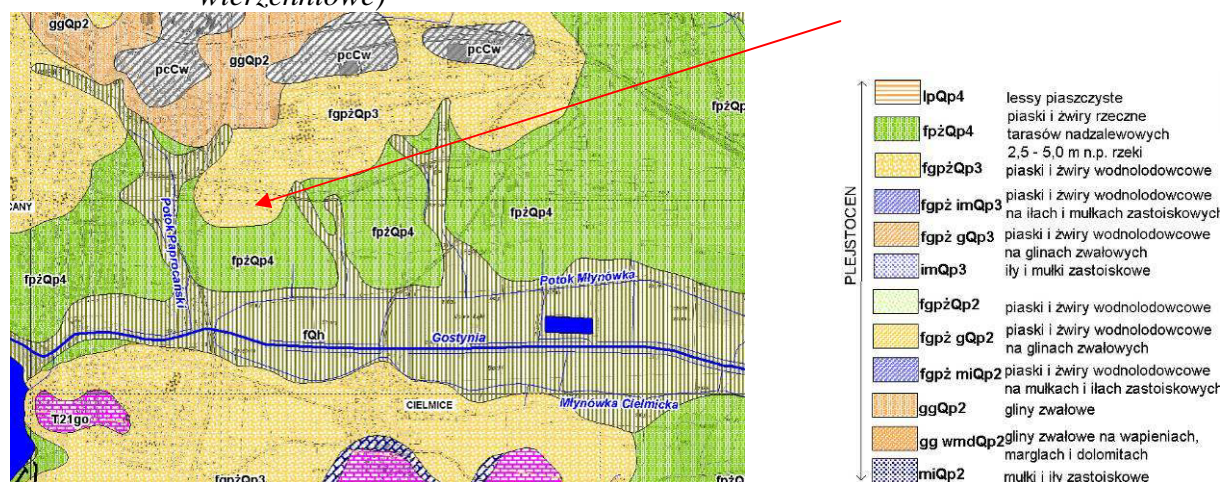 wierzchniowe)
ggQp2
pcCw
ggQp2
pcCw
pcCw
fpżQp
fgpżQp3
CANY
Potok Paprocański
fpżQp4
fpżQp4
fpżQp4
fpżQp4
Potok Młynówka
fQh
Gostynia
CIELMICE
Młynówka Cielmicka
T21go
fgpżQp3
fpżQ
PLEJSTOCEN
lpQp4 lessy piaszczyste
fpżQp4 piaski i żwiry rzeczne
tarasów nadzalewowych
2,5 - 5,0 m n.p. rzeki
fgpżQp3 piaski i żwiry wodnolodowcowe
fgpż imQp3 piaski i żwiry wodnolodowcowe
na iłach i mułkach zastoiskowych
fgpż gQp3 piaski i żwiry wodnolodowcowe
na glinach zwałowych
imQp3 iły i mułki zastoiskowe
fgpżQp2 piaski i żwiry wodnolodowcowe
fgpż gQp2 piaski i żwiry wodnolodowcowe
na glinach zwałowych
fgpż miQp2 piaski i żwiry wodnolodowcowe
na mułkach i iłach zastoiskowych
ggQp2 gliny zwałowe
gg wmdQp2 gliny zwałowe na wapieniach,
marglach i dolomitach
miQp2 mułki i iły zastoiskowe